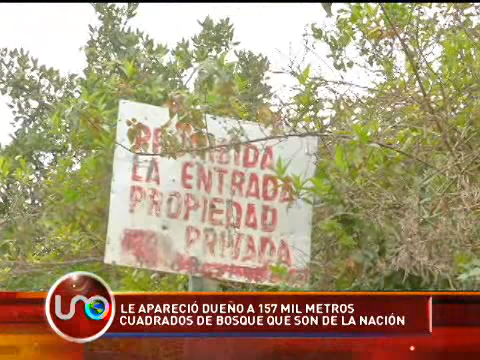 PROHIBIDA
LA ENTRADA
PROPIEDAD
PRIVADA
UNO
LE APARECIÓ DUEÑO A 157 MIL METROS
CUADRADOS DE BOSQUE QUE SON DE LA NACIÓN